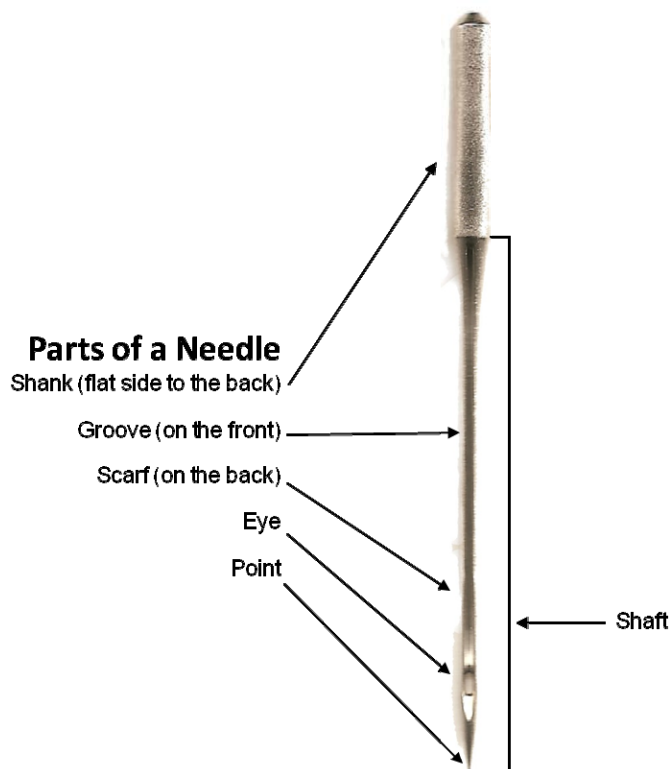 Parts of a Needle
Shank (flat side to the back)
Groove (on the front)
Scarf (on the back)
Eye
Point
Shaft